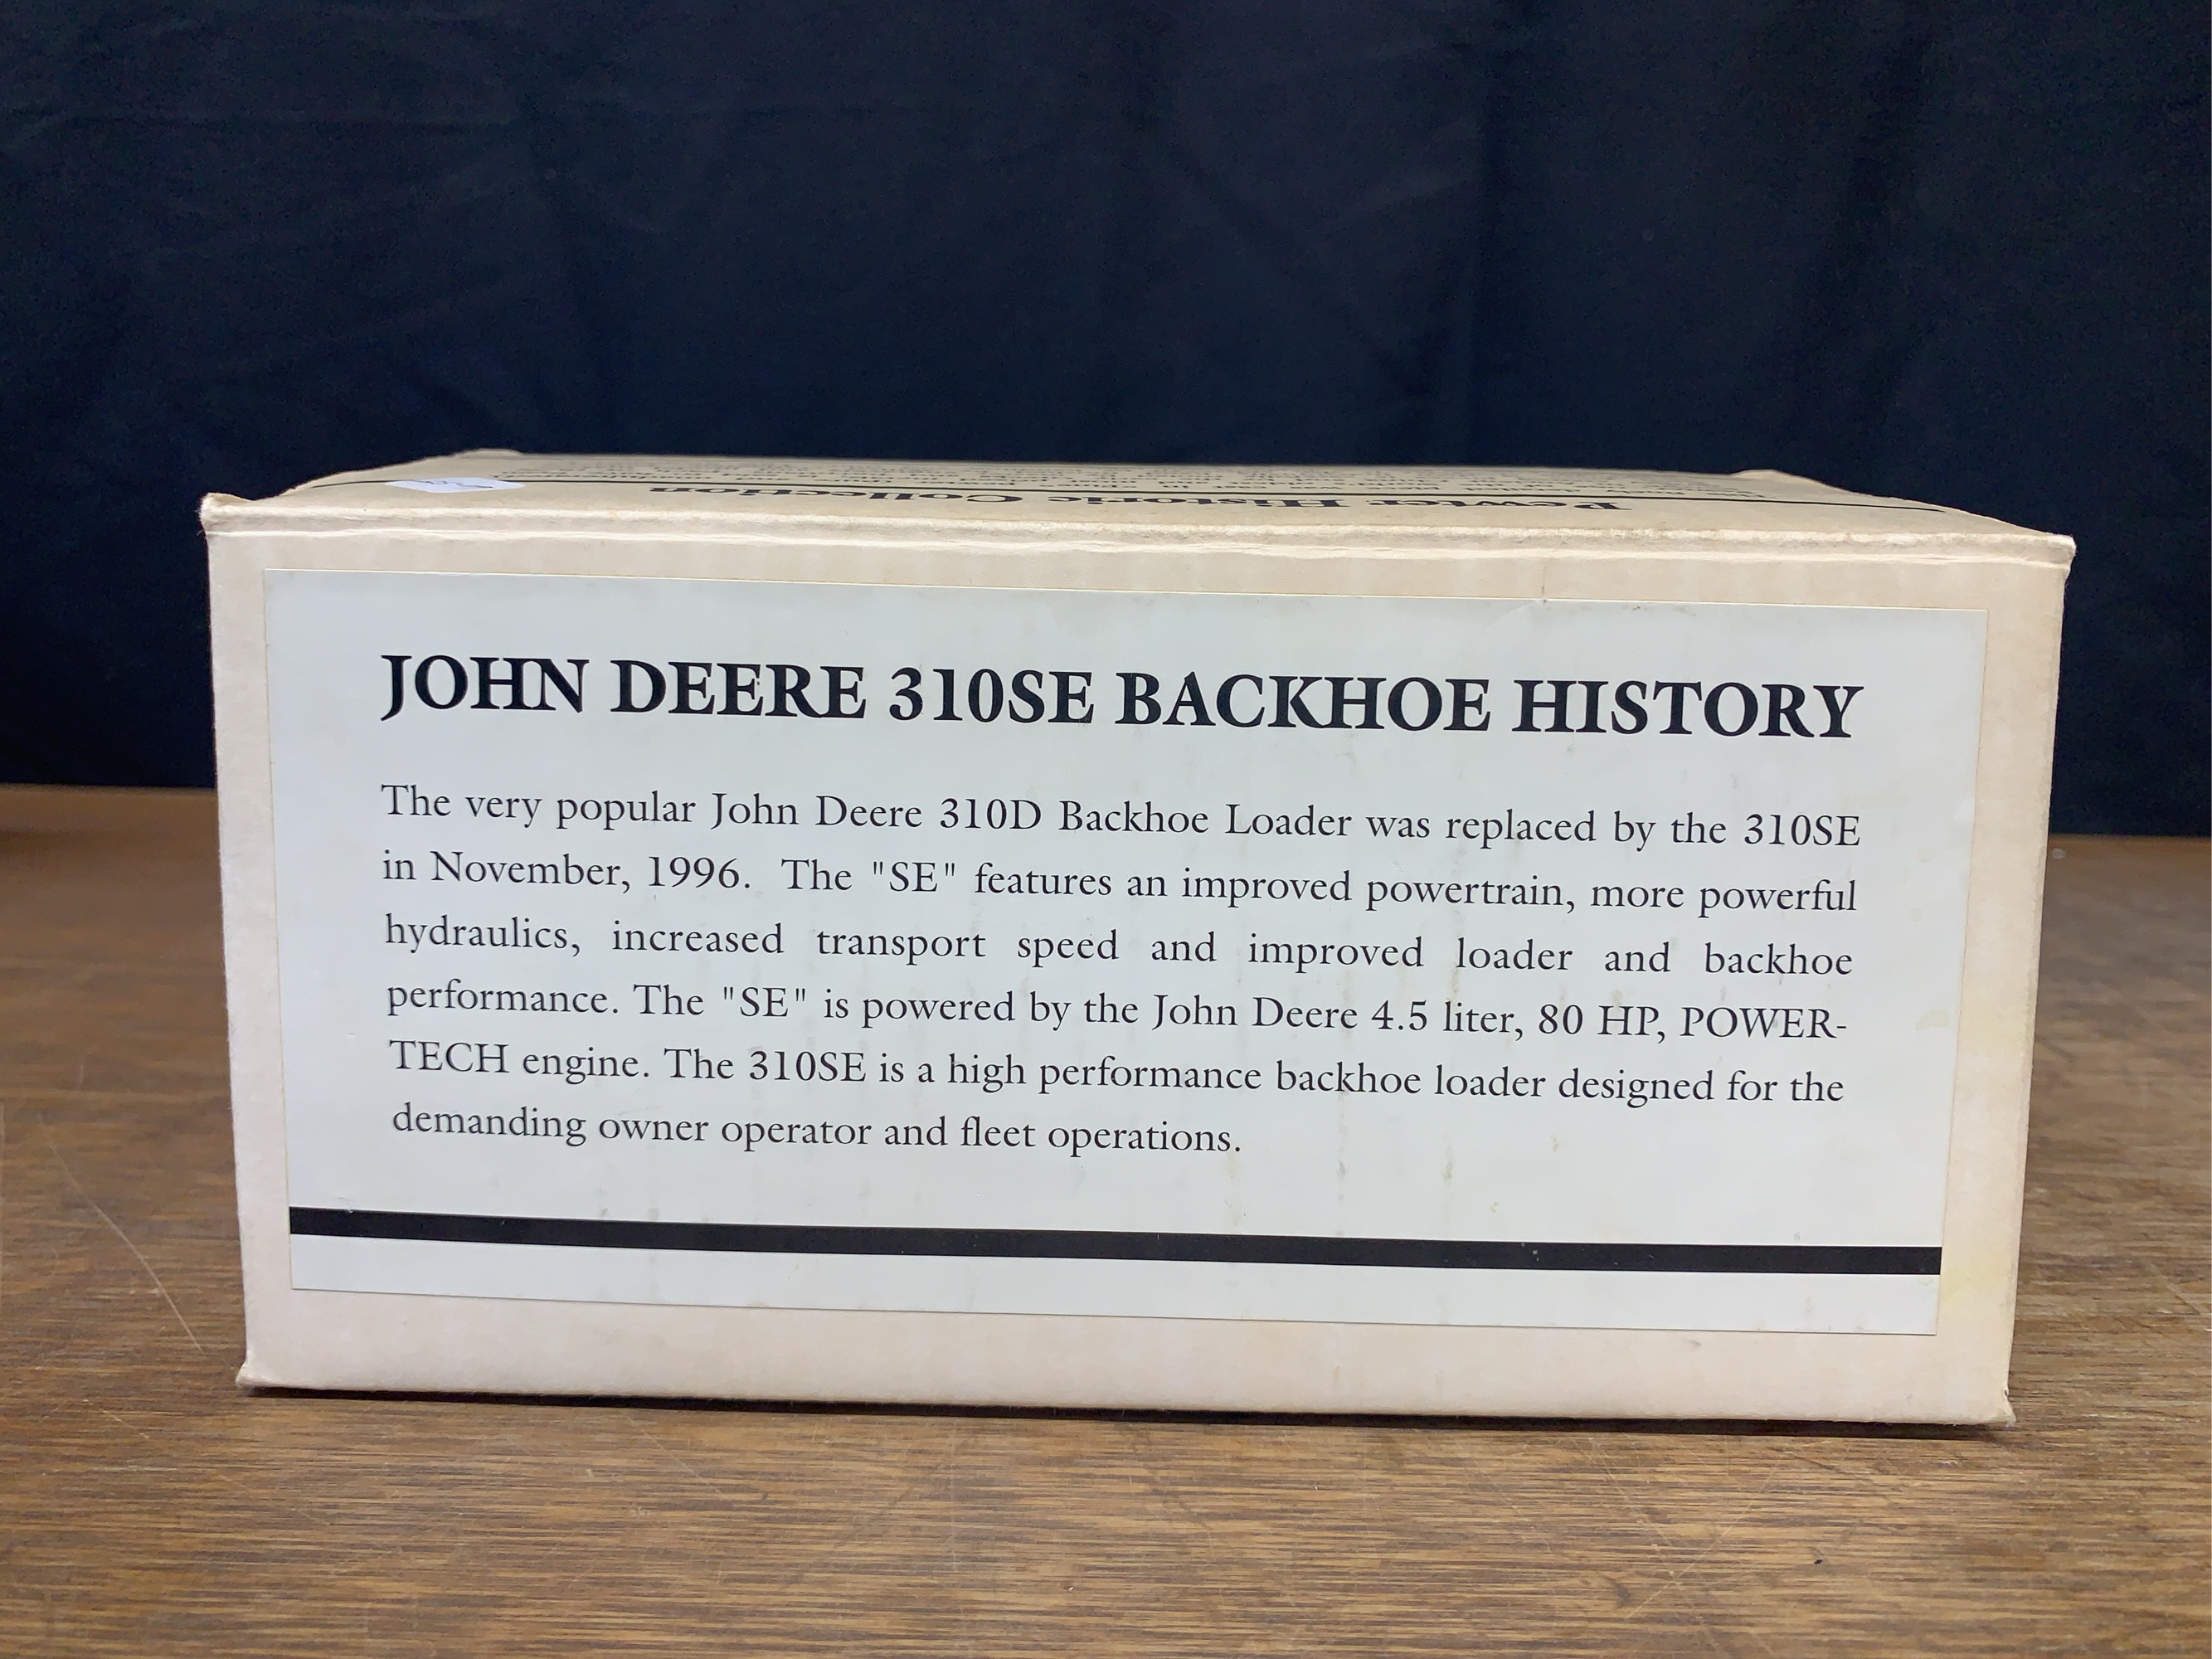 Pewter Historic Collection
JOHN DEERE 310SE BACKHOE HISTORY
The very popular John Deere 310D Backhoe Loader was replaced by the 310SE
in November, 1996. The "SE" features an improved powertrain, more powerful
hydraulics, increased transport speed and improved loader and backhoe
performance. The "SE" is powered by the John Deere 4.5 liter, 80 HP, POWER-
TECH engine. The 310SE is a high performance backhoe loader designed for the
demanding owner operator and fleet operations.